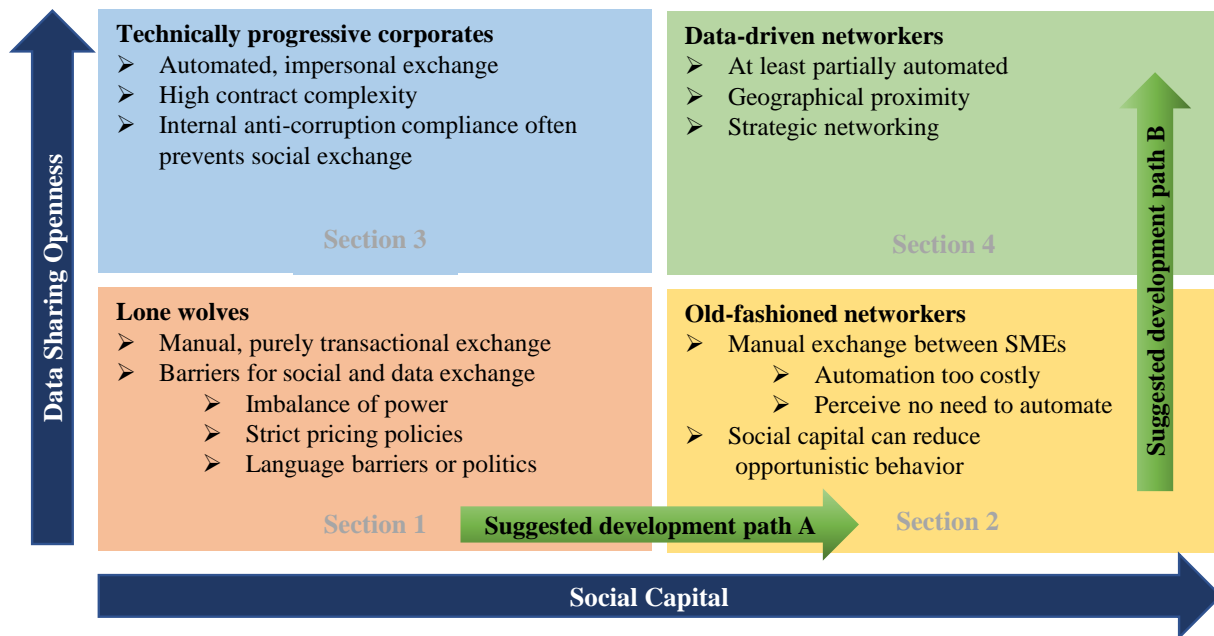 Data Sharing Openness
Technically progressive corporates
➢ Automated, impersonal exchange
➢ High contract complexity
➢ Internal anti-corruption compliance often
prevents social exchange
Section 3
Data-driven networkers
➢ At least partially automated
➢ Geographical proximity
➢ Strategic networking
Section 4
Suggested development path B
Lone wolves
➢ Manual, purely transactional exchange
➢ Barriers for social and data exchange
➢ Imbalance of power
➢ Strict pricing policies
➢ Language barriers or politics
Section 1
Old-fashioned networkers
➢ Manual exchange between SMEs
➢ Automation too costly
➢ Perceive no need to automate
➢ Social capital can reduce
opportunistic behavior
Section 2
Suggested development path A
Social Capital